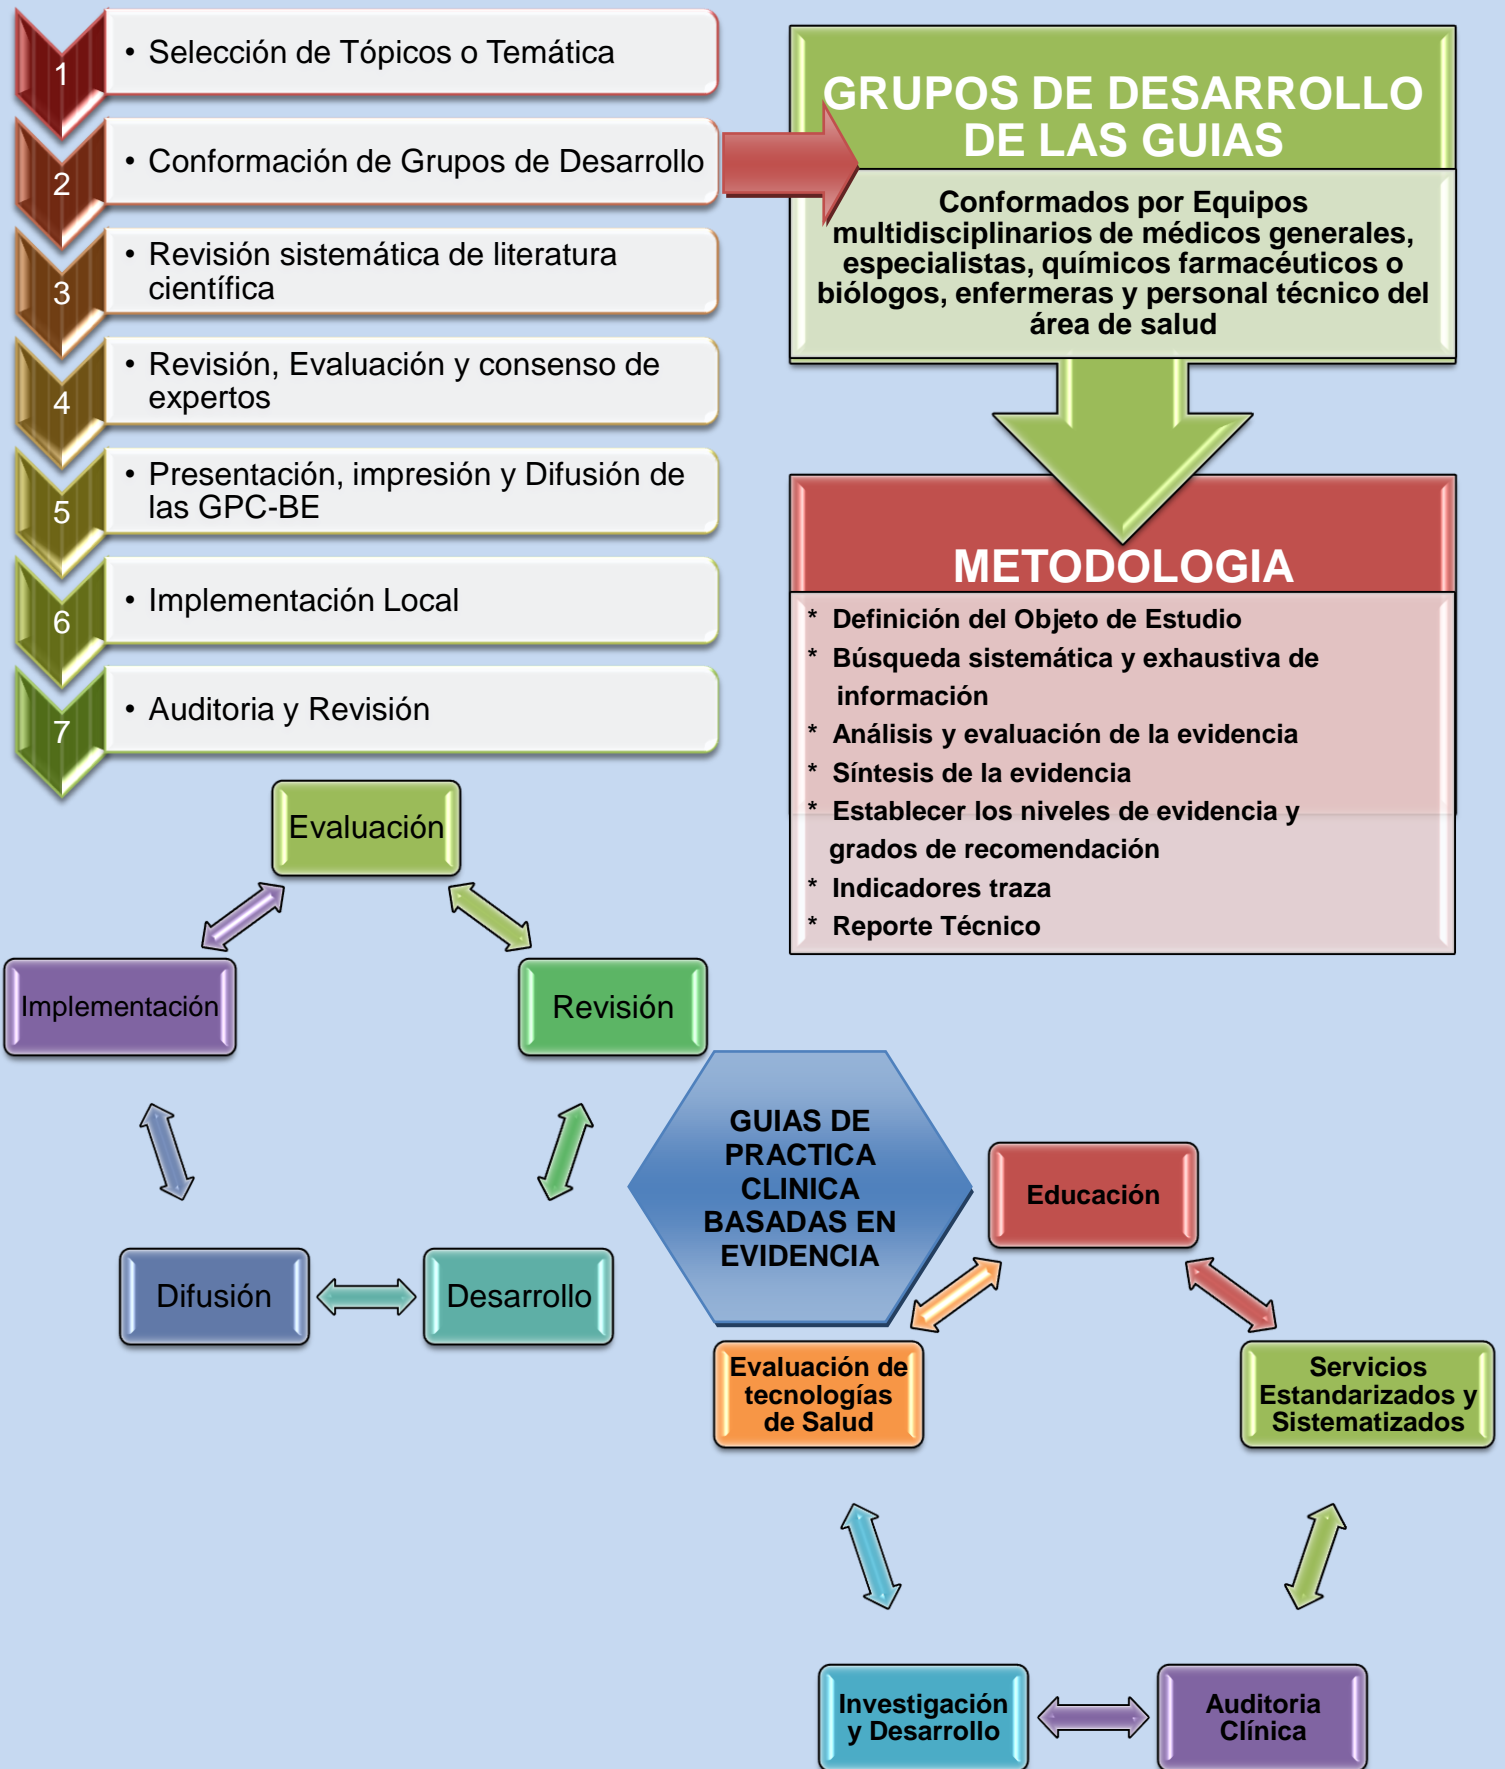 1
• Selección de Tópicos o Temática
2
• Conformación de Grupos de Desarrollo
3
• Revisión sistemática de literatura
científica
4
• Revisión, Evaluación y consenso de
expertos
5
• Presentación, impresión y Difusión de
las GPC-BE
6
• Implementación Local
7
• Auditoria y Revisión
GRUPOS DE DESARROLLO
DE LAS GUIAS
Conformados por Equipos
multidisciplinarios de médicos generales,
especialistas, químicos farmacéuticos o
biólogos, enfermeras y personal técnico del
área de salud
METODOLOGIA
* Definición del Objeto de Estudio
* Búsqueda sistemática y exhaustiva de
información
* Análisis y evaluación de la evidencia
* Síntesis de la evidencia
* Establecer los niveles de evidencia y
grados de recomendación
* Indicadores traza
* Reporte Técnico
Evaluación
Implementación
Revisión
Difusión
Desarrollo
GUIAS DE
PRACTICA
CLINICA
BASADAS EN
EVIDENCIA
Educación
Evaluación de
tecnologías
de Salud
Servicios
Estandarizados y
Sistematizados
Investigación
y Desarrollo
Auditoria
Clínica